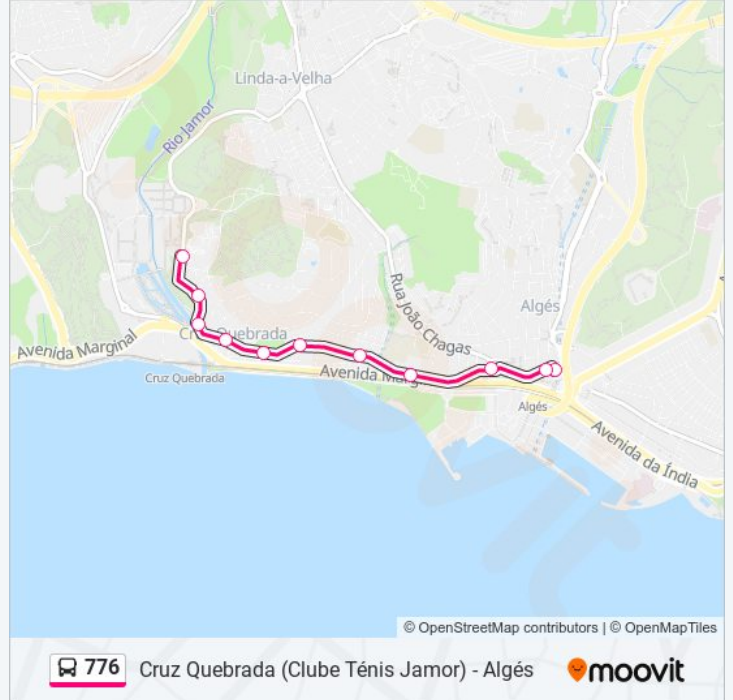 Linda-a-Velha
Rio Jamor
Rua João Chagas
Algés
Cruz Quebrada
Avenida Marginal
Avenida
Cruz Quebrada
Algés
Avenida da Índia
© OpenStreetMap contributors | © OpenMapTiles
776 Cruz Quebrada (Clube Ténis Jamor) - Algés moovit